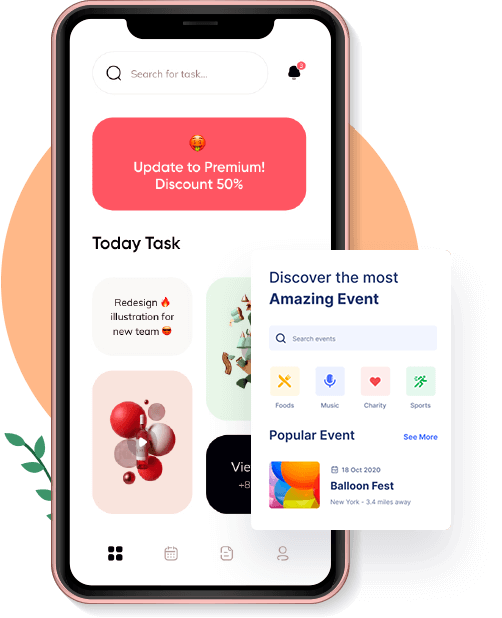 Search for task...
3
Update to Premium!
Discount 50%
Today Task
Redesign 🔥
illustration for
new team 😎
Vie
+8
Discover the most
Amazing Event
Search events
Foods
Music
Charity
Sports
Popular Event
See More
18 Oct 2020
Balloon Fest
New York - 3.4 miles away